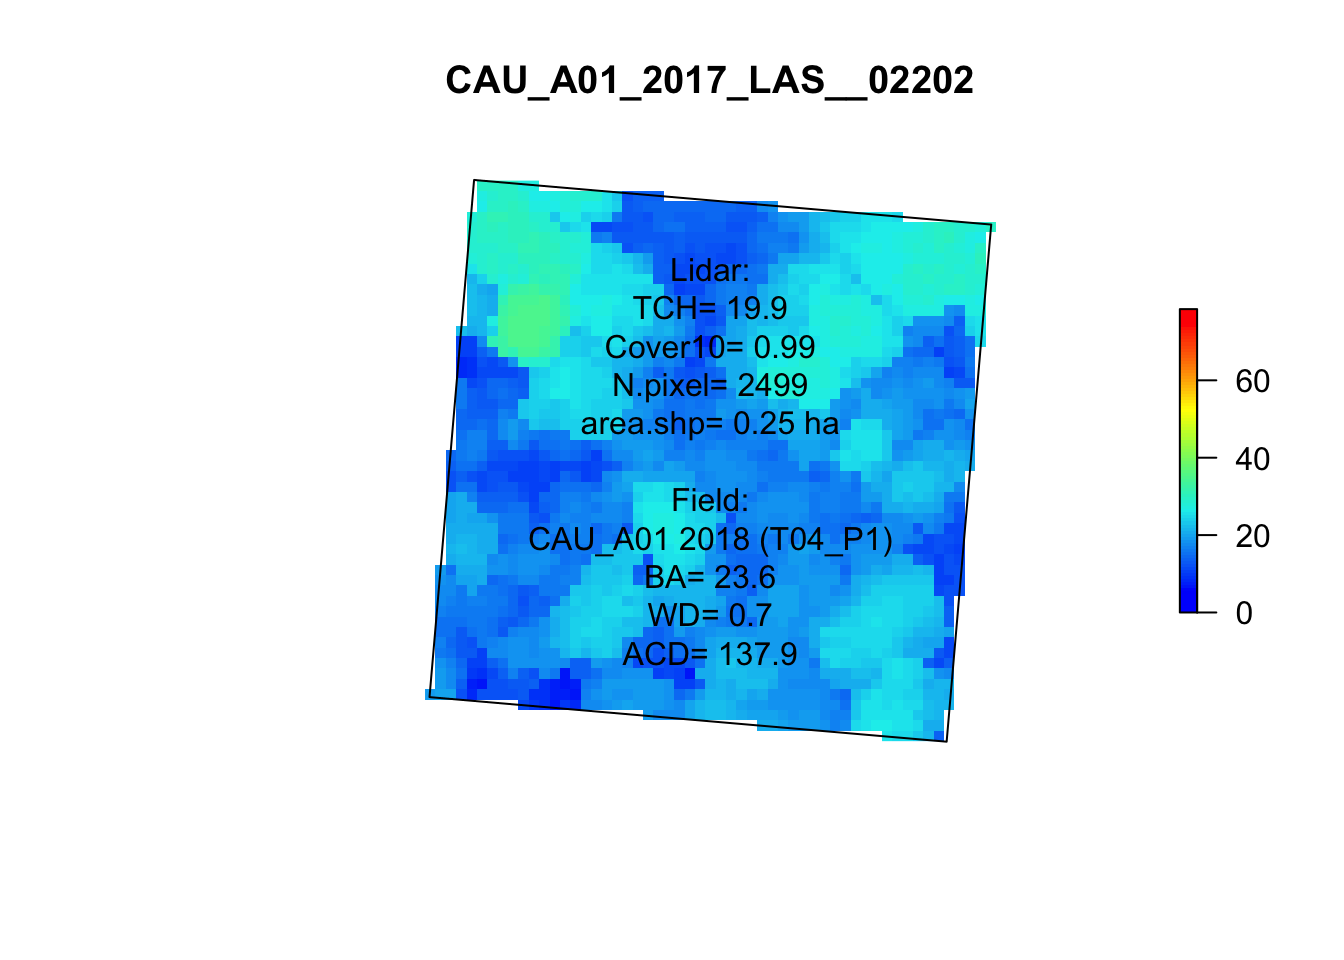 CAU_A01_2017_LAS__02202
Lidar:
TCH= 19.9
Cover10= 0.99
N.pixel= 2499
area.shp= 0.25 ha
Field:
CAU_A01 2018 (T04_P1)
BA= 23.6
WD= 0.7
ACD= 137.9
60
40
20
0